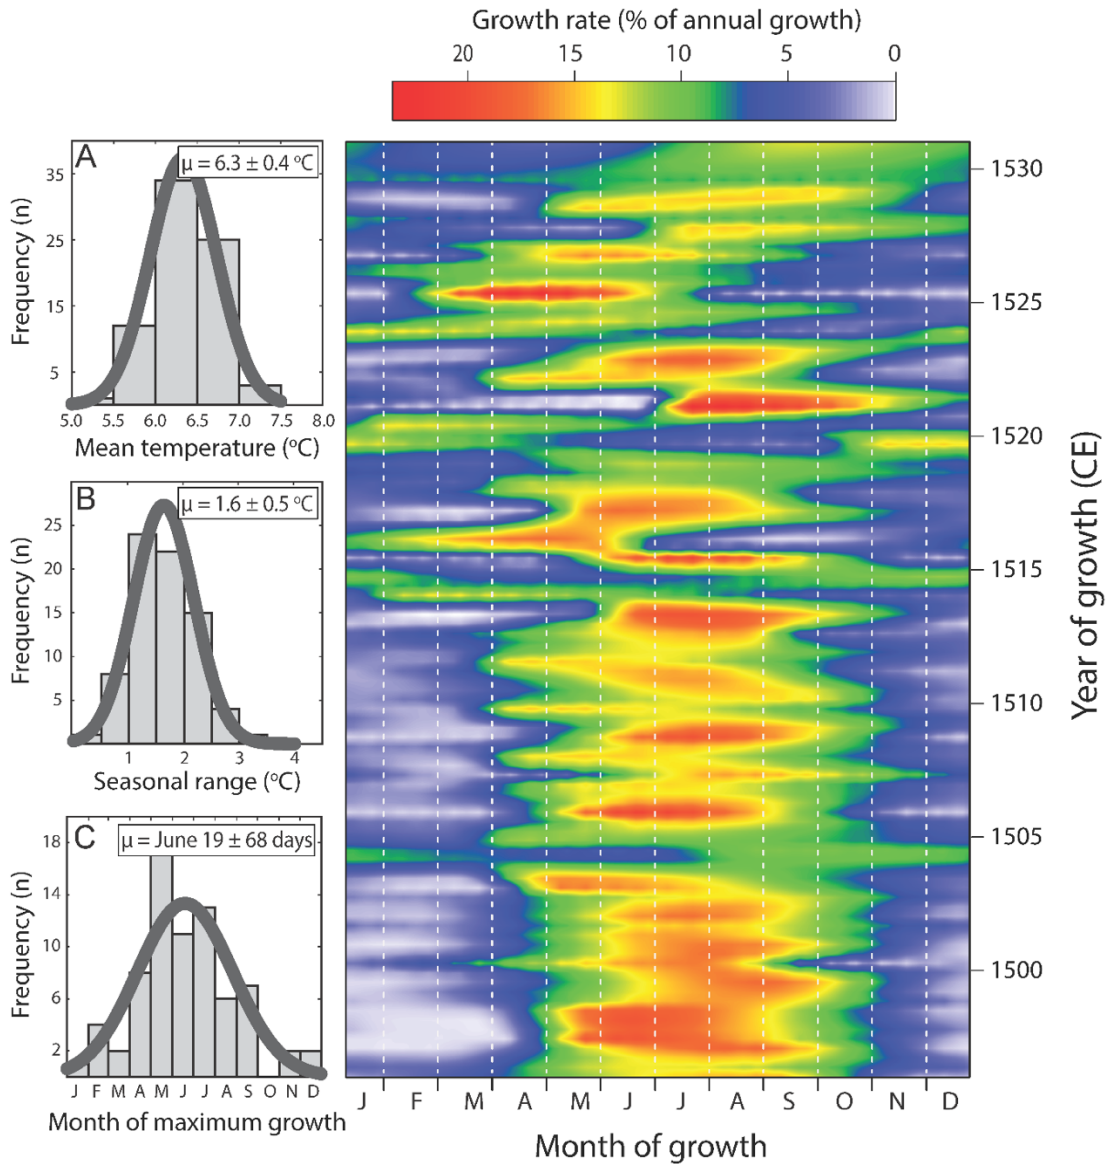 Growth rate (% of annual growth)
20 15 10 5 0
A
μ = 6.3 ± 0.4 ºC
35
25
15
5
Frequency (n)
5.0 5.5 6.0 6.5 7.0 7.5 8.0
Mean temperature (ºC)
B
μ = 1.6 ± 0.5 ºC
25
20
15
10
5
Frequency (n)
1 2 3 4
Seasonal range (ºC)
C
μ = June 19 ± 68 days
18
14
10
6
2
Frequency (n)
J F M A M J J A S O N D
Month of maximum growth
1530
1525
1520
1515
1510
1505
1500
Year of growth (CE)
J F M A M J J A S O N D
Month of growth